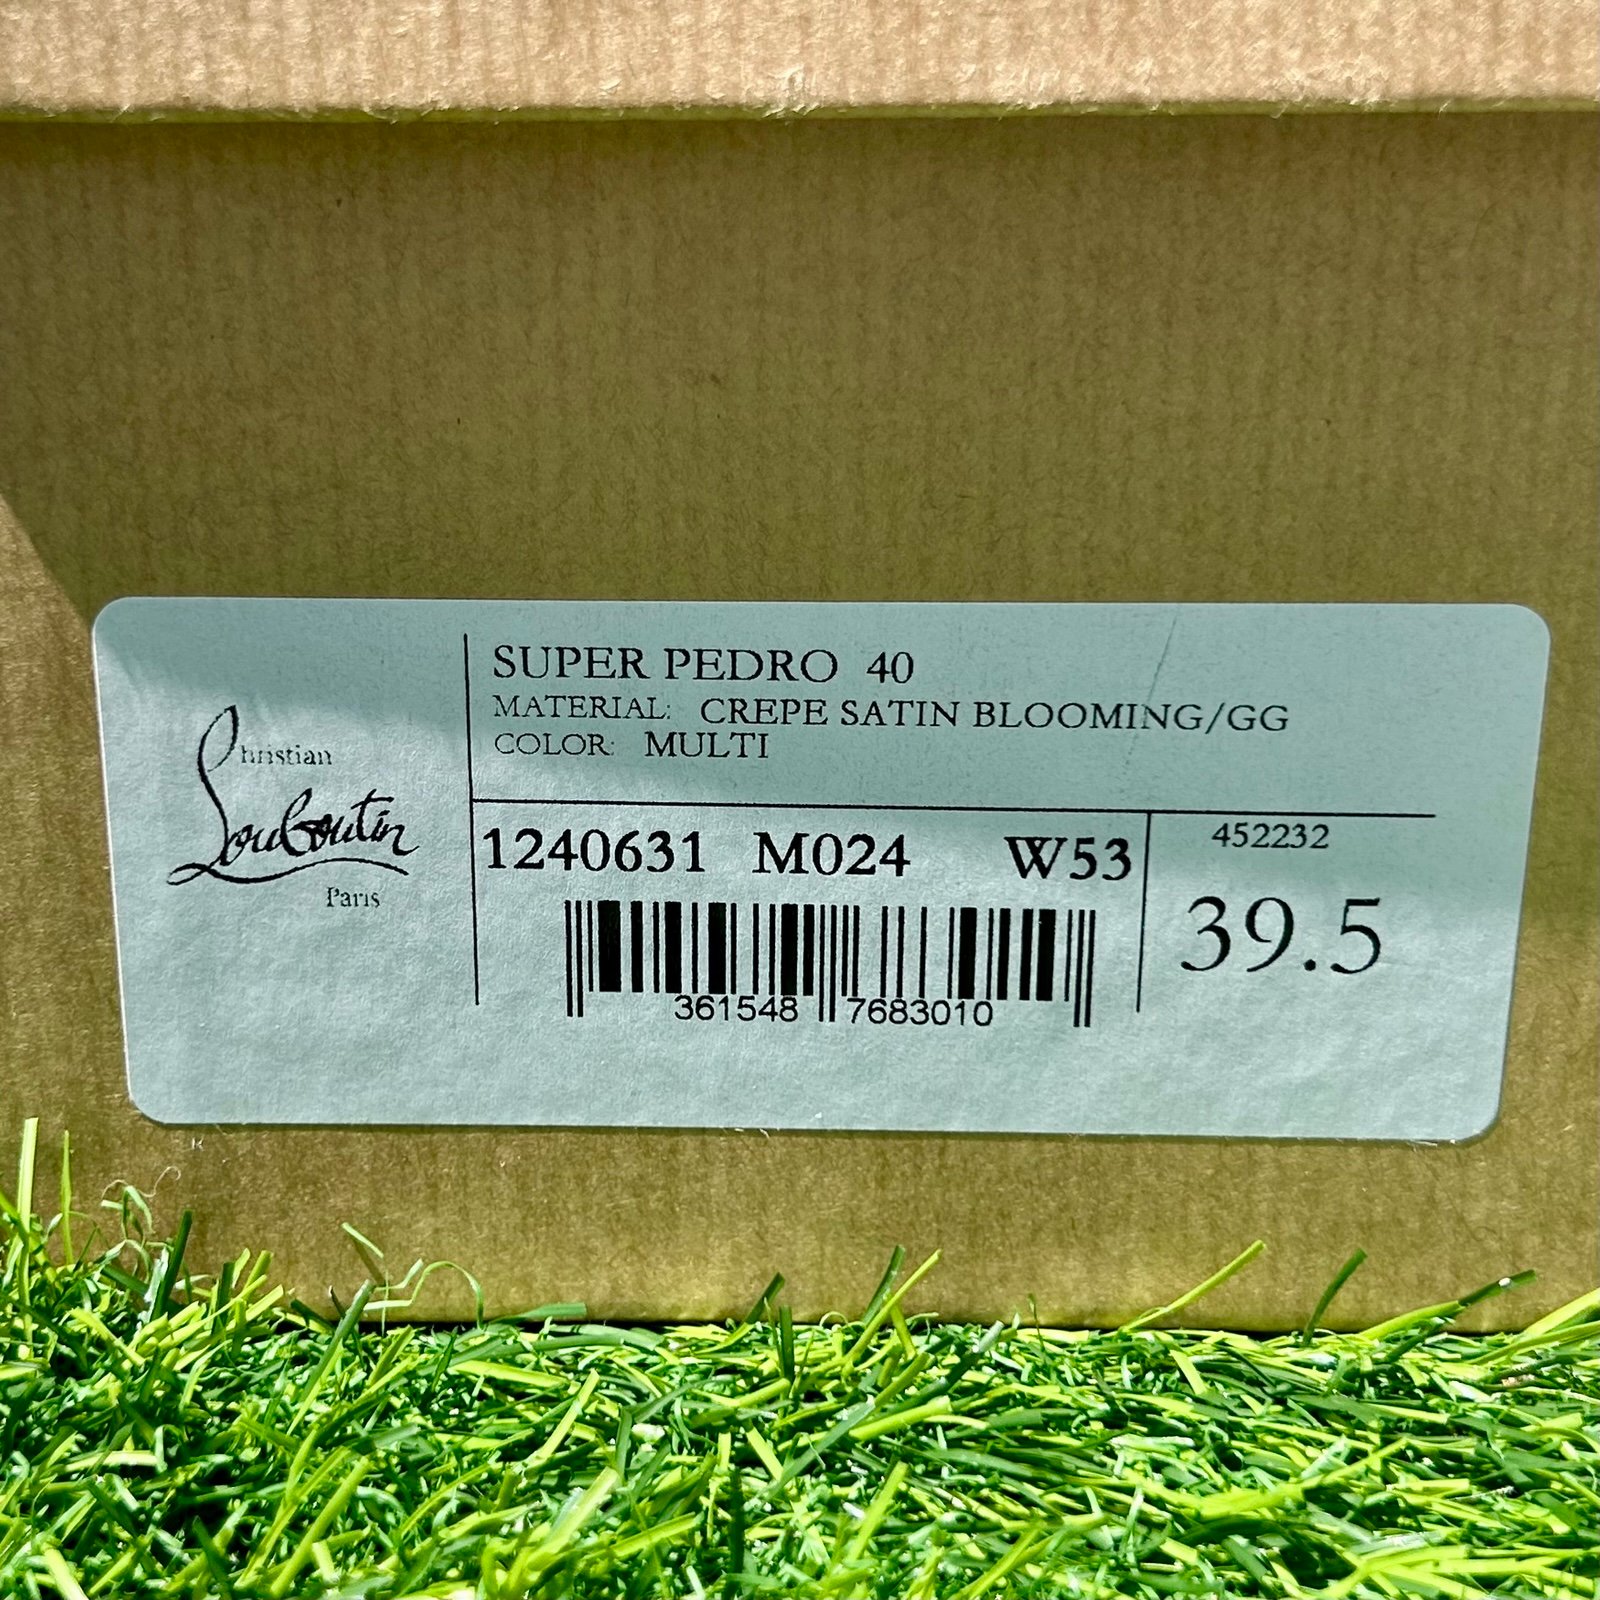 Christian
Louboutin
Paris
SUPER PEDRO 40
MATERIAL: CREPE SATIN BLOOMING/GG
COLOR: MULTI
1240631 M024 W53
361548 7683010
452232
39.5